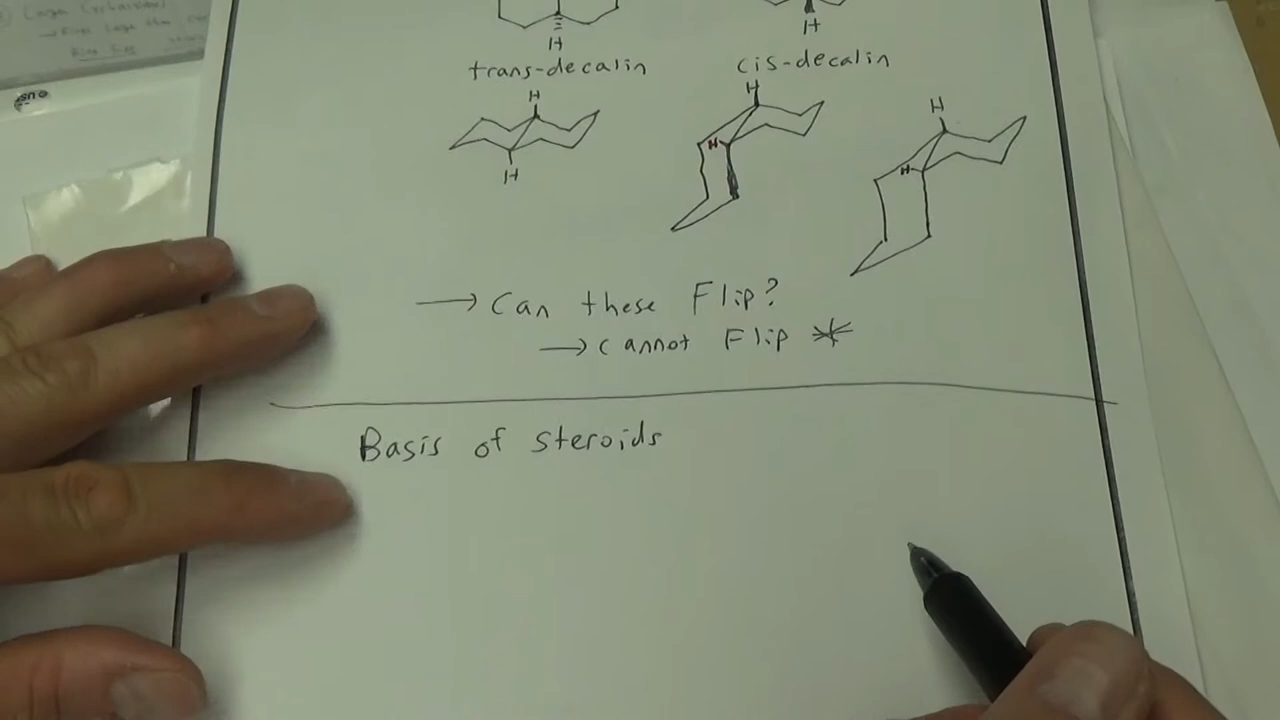 H H
trans-decalin cis-decalin
H H H
H H
H
→ Can these Flip?
→ cannot Flip *
Basis of steroids